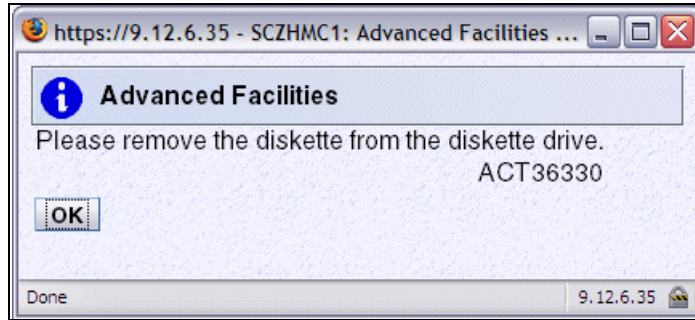 https://9.12.6.35 - SCZHMC1: Advanced Facilities ...
Advanced Facilities
Please remove the diskette from the diskette drive.
ACT36330
OK
Done 9.12.6.35